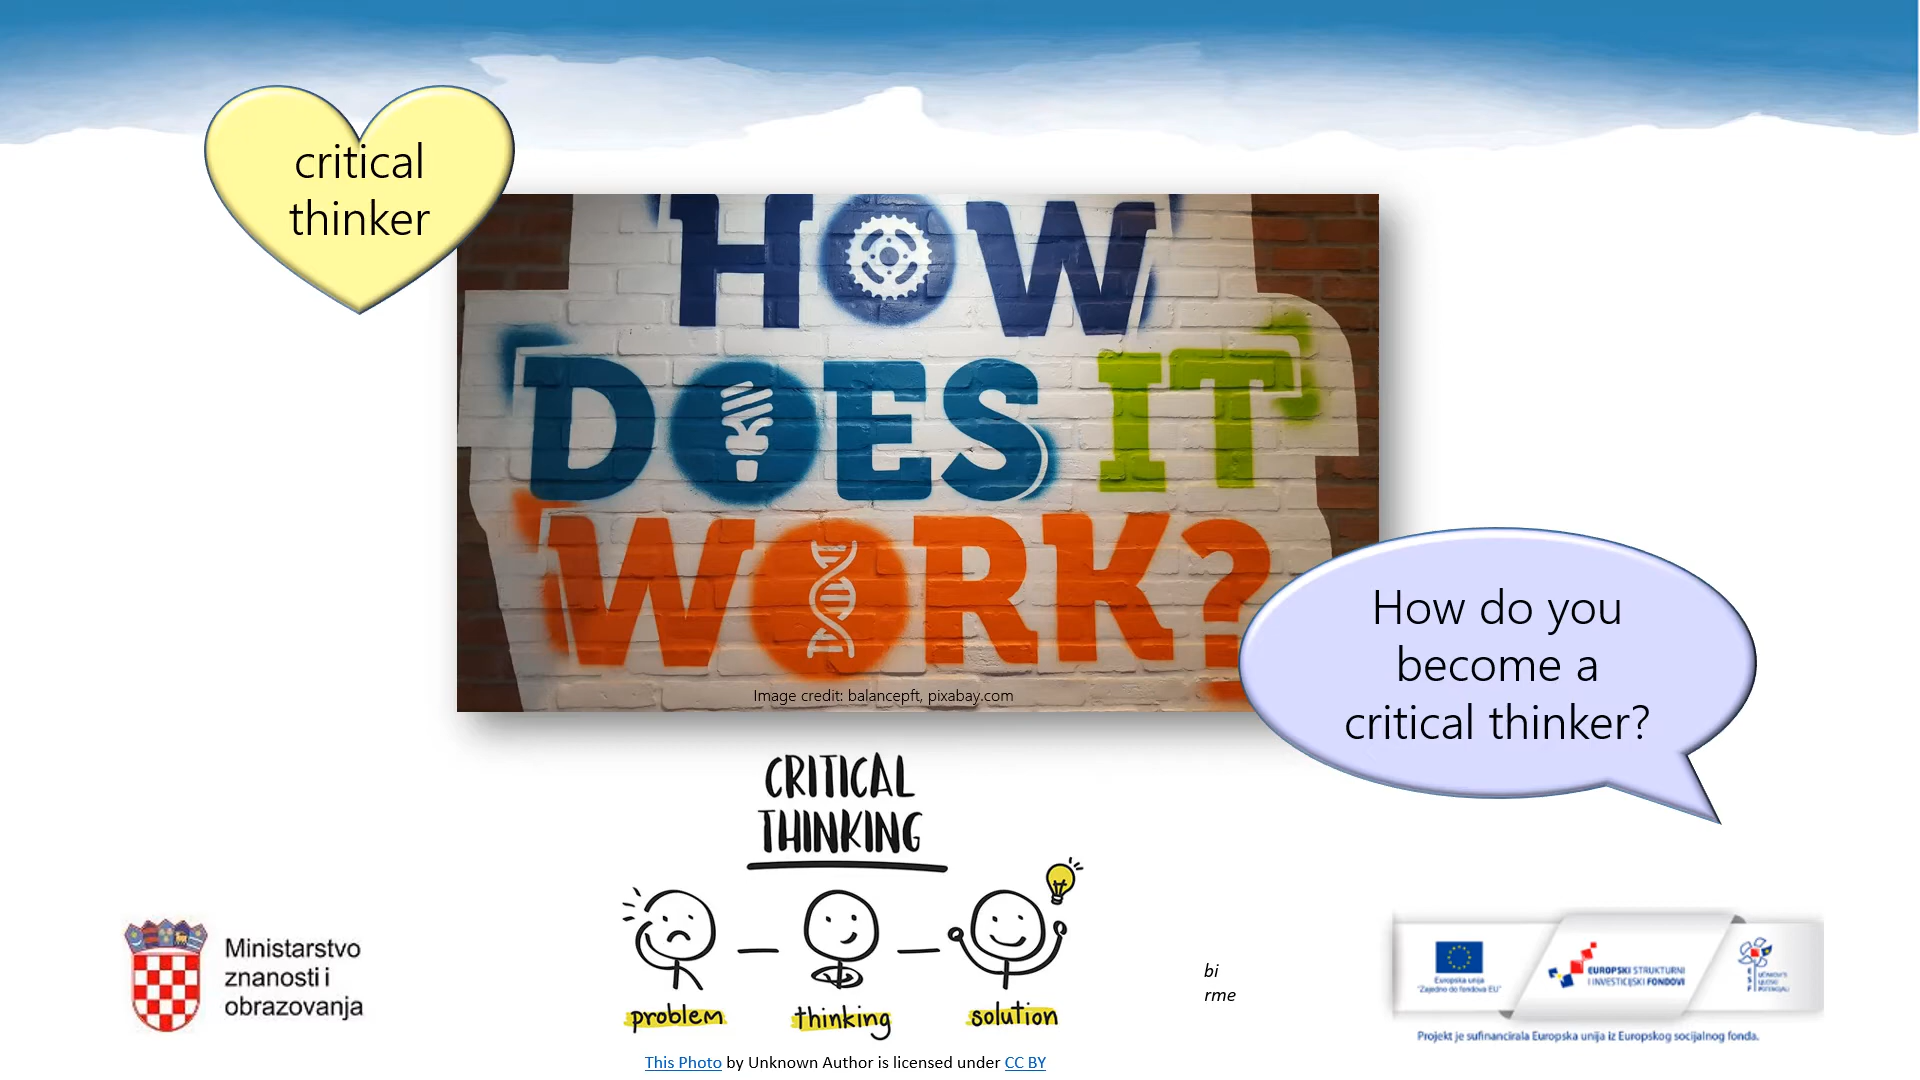 critical
thinker
HOW
DOES IT
WORK?
Image credit: balancepft, pixabay.com
How do you
become a
critical thinker?
CRITICAL
THINKING
problem
thinking
solution
This Photo by Unknown Author is licensed under CC BY
Ministarstvo
znanosti i
obrazovanja
bi
rme
Europska unija
"Zajedno do fondova EU"
EUROPSKI STRUKTURNI
I INVESTICIJSKI FONDOVI
ESF
UČINKOVITI
LJUDSKI
POTENCIJALI
Projekt je sufinancirala Europska unija iz Europskog socijalnog fonda.